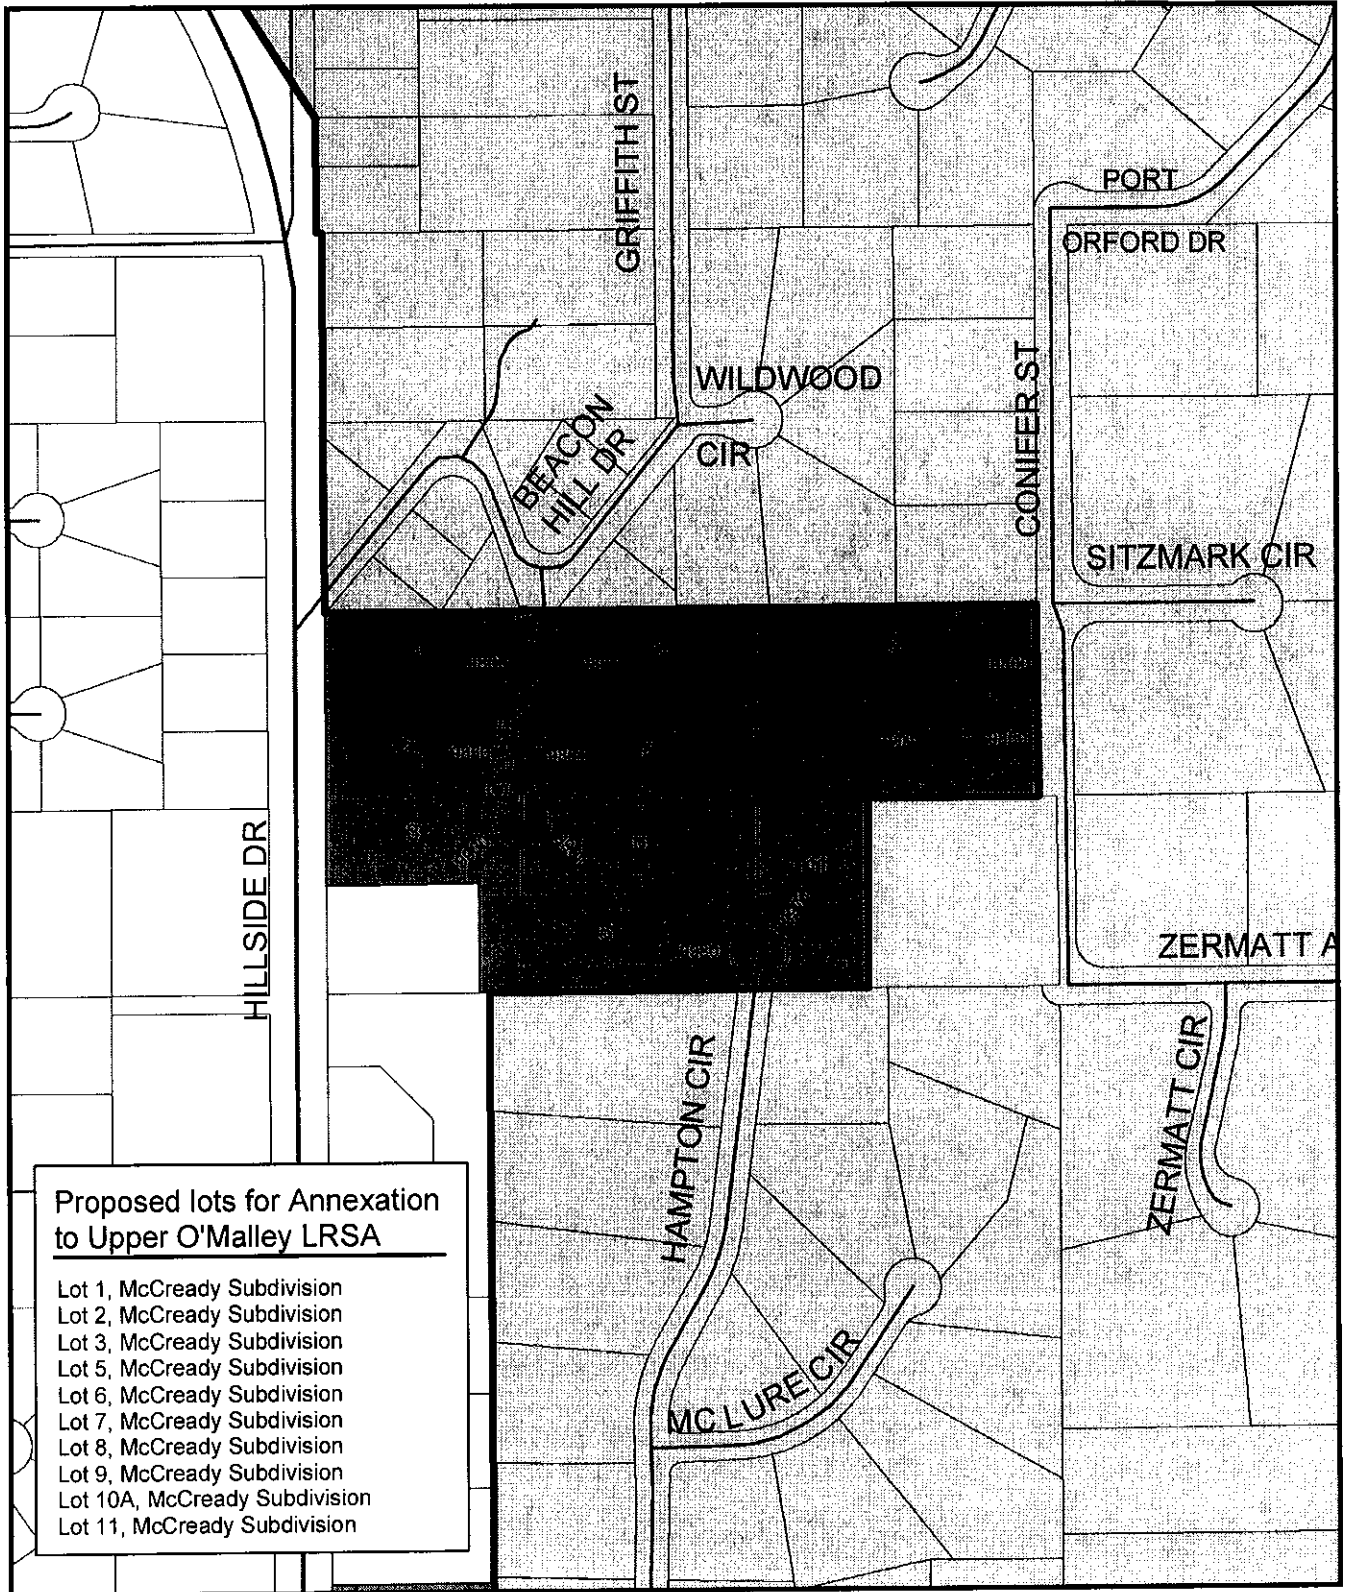 GRIFFITH ST
PORT
ORFORD DR
WILDWOOD
CIR
CONIFER ST
BEACON
HILL DR
SITZMARK CIR
HILLSIDE DR
ZERMATT A
HAMPTON CIR
ZERMATT CIR
MC LURE CIR
Proposed lots for Annexation
to Upper O'Malley LRSA
Lot 1, McCready Subdivision
Lot 2, McCready Subdivision
Lot 3, McCready Subdivision
Lot 5, McCready Subdivision
Lot 6, McCready Subdivision
Lot 7, McCready Subdivision
Lot 8, McCready Subdivision
Lot 9, McCready Subdivision
Lot 10A, McCready Subdivision
Lot 11, McCready Subdivision